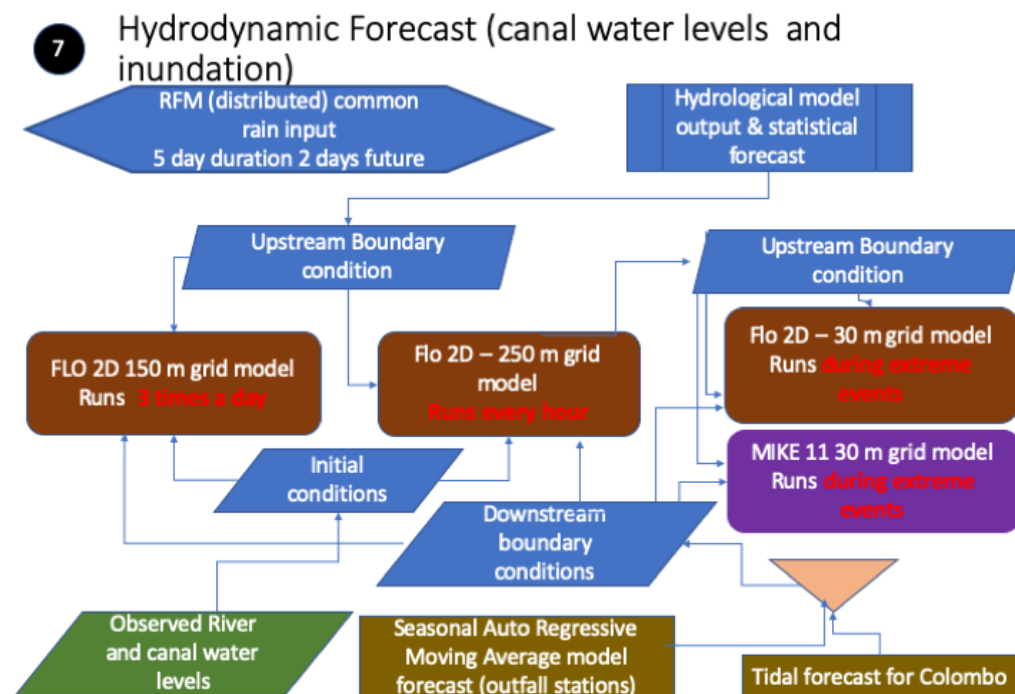 7
Hydrodynamic Forecast (canal water levels and
inundation)
RFM (distributed) common
rain input
5 day duration 2 days future
Hydrological model
output & statistical
forecast
Upstream Boundary
condition
Upstream Boundary
condition
FLO 2D 150 m grid model
Runs 3 times a day
Flo 2D – 250 m grid
model
Runs every hour
Flo 2D – 30 m grid model
Runs during extreme
events
MIKE 11 30 m grid model
Runs during extreme
events
Initial
conditions
Downstream
boundary
conditions
Observed River
and canal water
levels
Seasonal Auto Regressive
Moving Average model
forecast (outfall stations)
Tidal forecast for Colombo